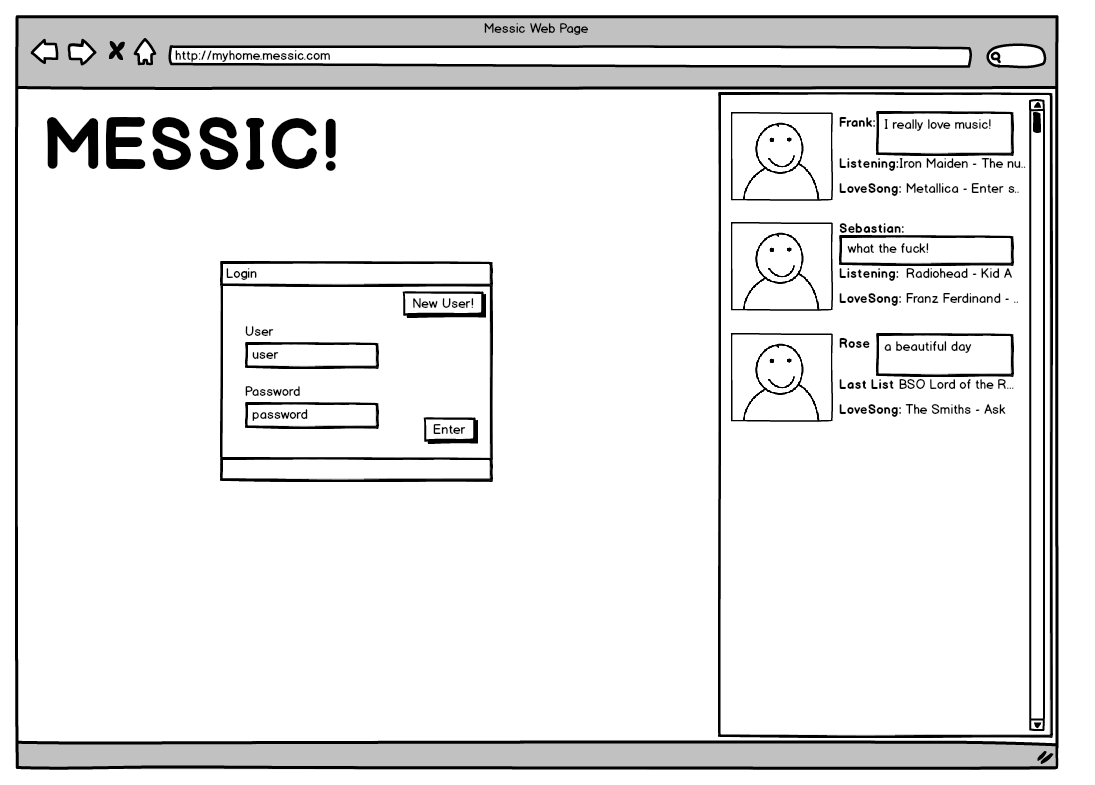 Messic Web Page
http://myhome.messic.com
MESSIC!
Login
New User!
User
user
Password
password
Enter
Frank: I really love music!
Listening:Iron Maiden - The nu..
LoveSong: Metallica - Enter s..
Sebastian:
what the fuck!
Listening: Radiohead - Kid A
LoveSong: Franz Ferdinand - ..
Rose a beautiful day
Last List BSO Lord of the R...
LoveSong: The Smiths - Ask